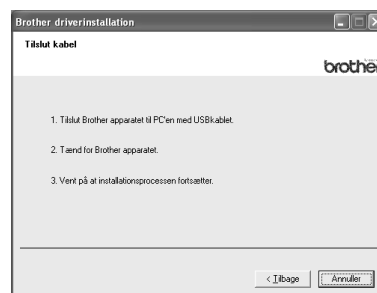 Brother driverinstallation
Tilslut kabel
brother
1. Tilslut Brother apparatet til PC'en med USBkablet.
2. Tænd for Brother apparatet.
3. Vent på at installationsprocessen fortsætter.
< Tilbage
Annuller